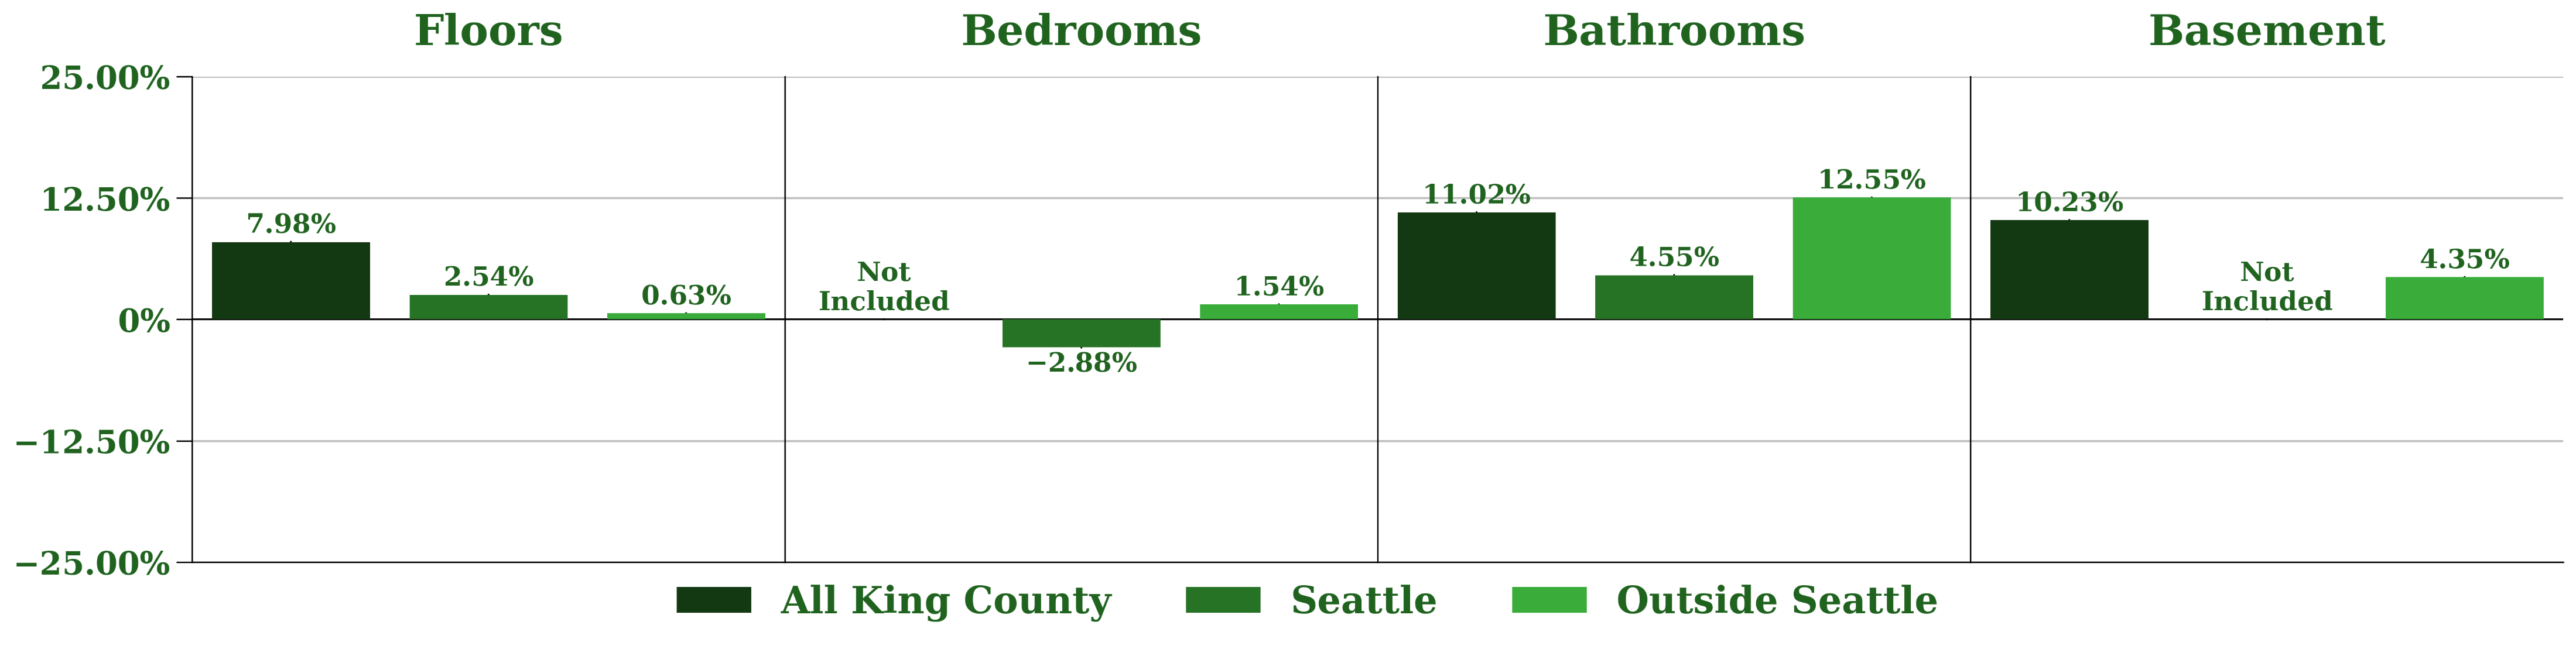 Floors
Bedrooms
Bathrooms
Basement
25.00%
12.50%
0%
−12.50%
−25.00%
7.98%
2.54%
0.63%
Not
Included
−2.88%
1.54%
11.02%
4.55%
12.55%
10.23%
Not
Included
4.35%
All King County
Seattle
Outside Seattle